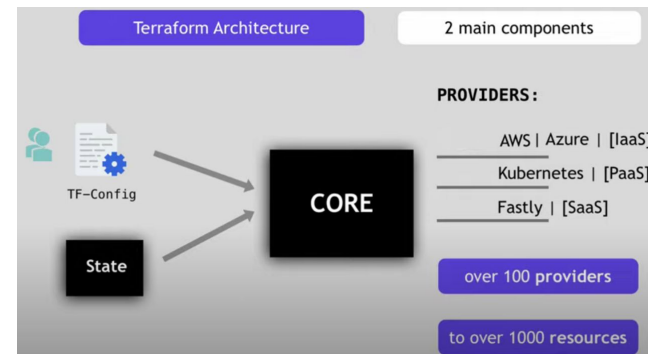 Terraform Architecture
2 main components
PROVIDERS:
AWS | Azure | [IaaS]
Kubernetes | [PaaS]
Fastly | [SaaS]
TF-Config
CORE
State
over 100 providers
to over 1000 resources